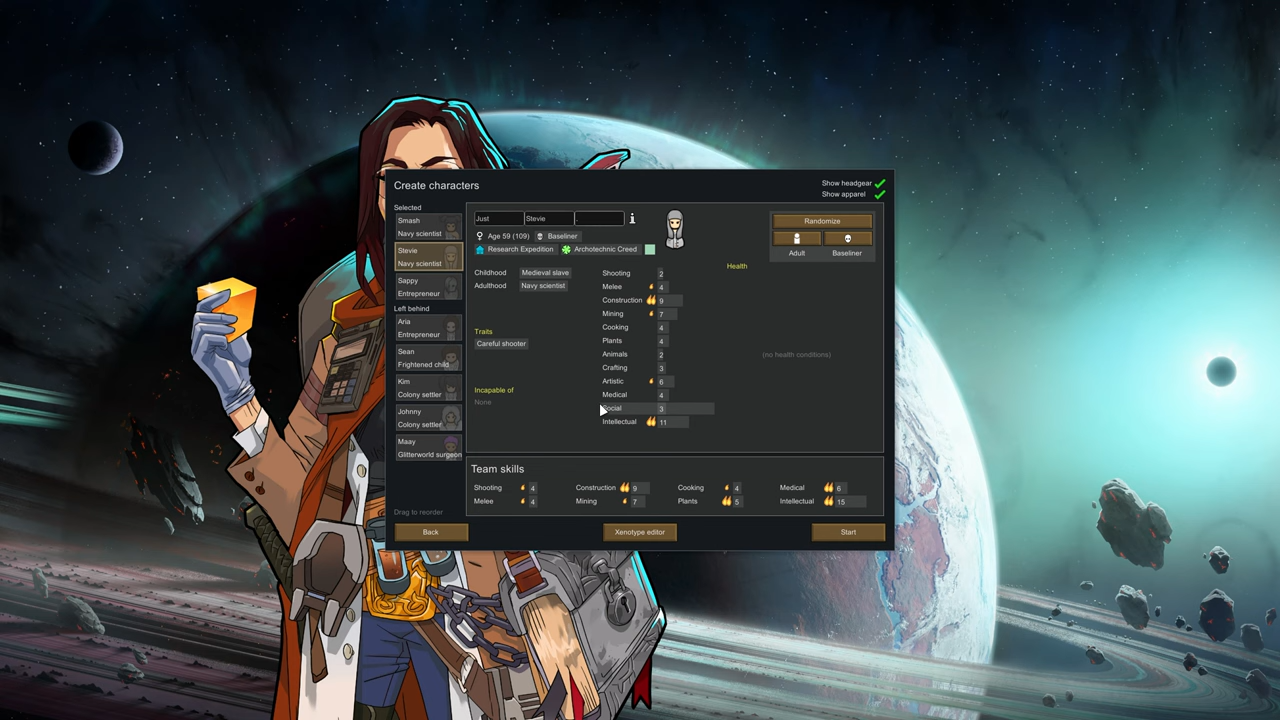 Create characters
Show headgear
Show apparel
Selected
Smash
Navy scientist
Stevie
Navy scientist
Sappy
Entrepreneur
Left behind
Aria
Entrepreneur
Sean
Frightened child
Kim
Colony settler
Johnny
Colony settler
Maay
Glitterworld surgeon
Drag to reorder
Just Stevie .
Age 59 (109) Baseliner
Research Expedition Archotechnic Creed
Childhood Medieval slave
Adulthood Navy scientist
Traits
Careful shooter
Incapable of
None
Shooting 2
Melee 4
Construction 9
Mining 7
Cooking 4
Plants 4
Animals 2
Crafting 3
Artistic 6
Medical 4
Social 3
Intellectual 11
Health
(no health conditions)
Randomize
Adult Baseliner
Team skills
Shooting 4 Construction 9 Cooking 4 Medical 6
Melee 4 Mining 7 Plants 5 Intellectual 15
Back Xenotype editor Start